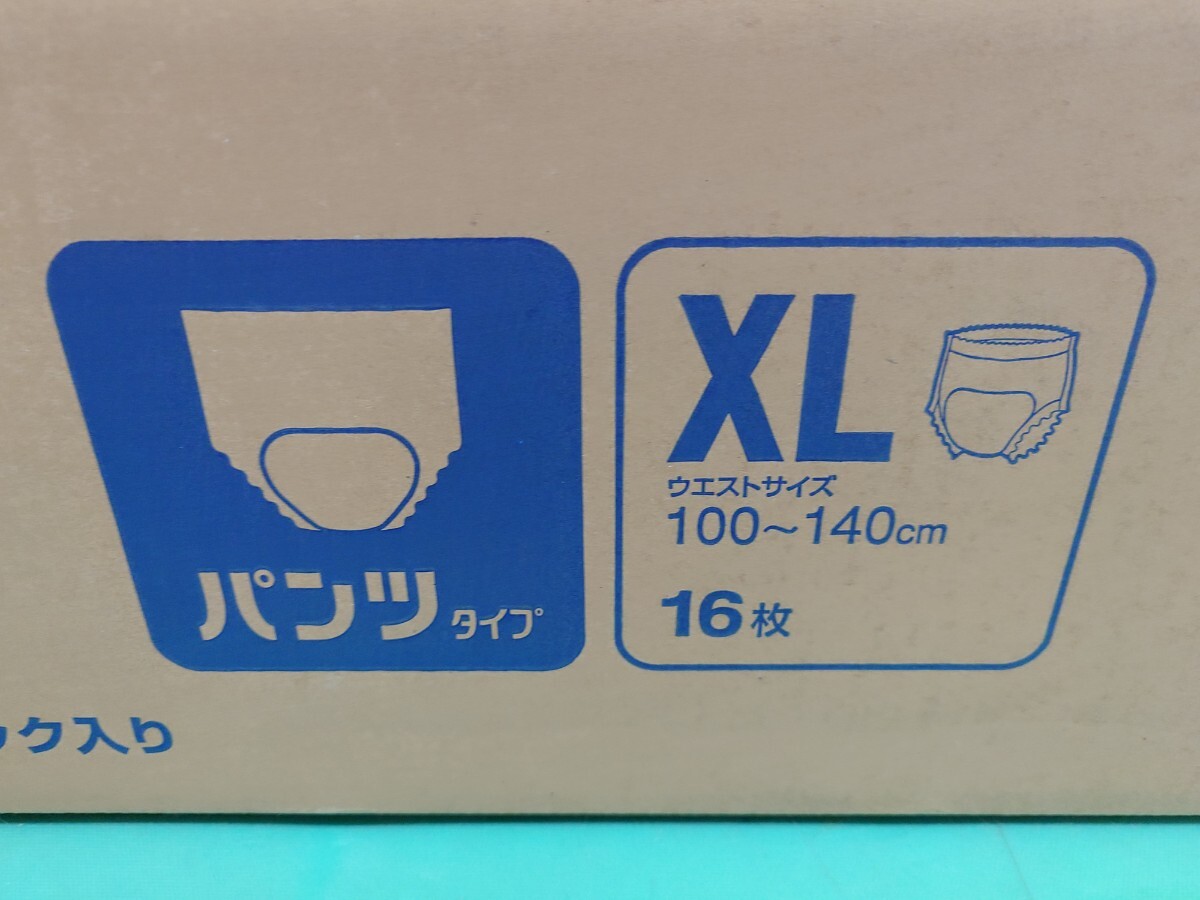 パンツタイプ
XL
ウエストサイズ
100～140cm
16枚
ック入り